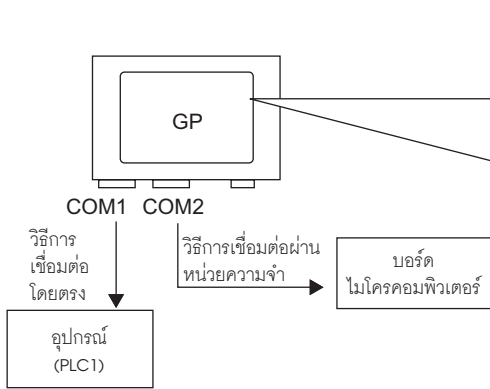 GP
COM1 COM2
วิธีการ
เชื่อมต่อ
โดยตรง
วิธีการเชื่อมต่อผ่าน
หน่วยความจำ
บอร์ด
ไมโครคอมพิวเตอร์
อุปกรณ์
(PLC1)